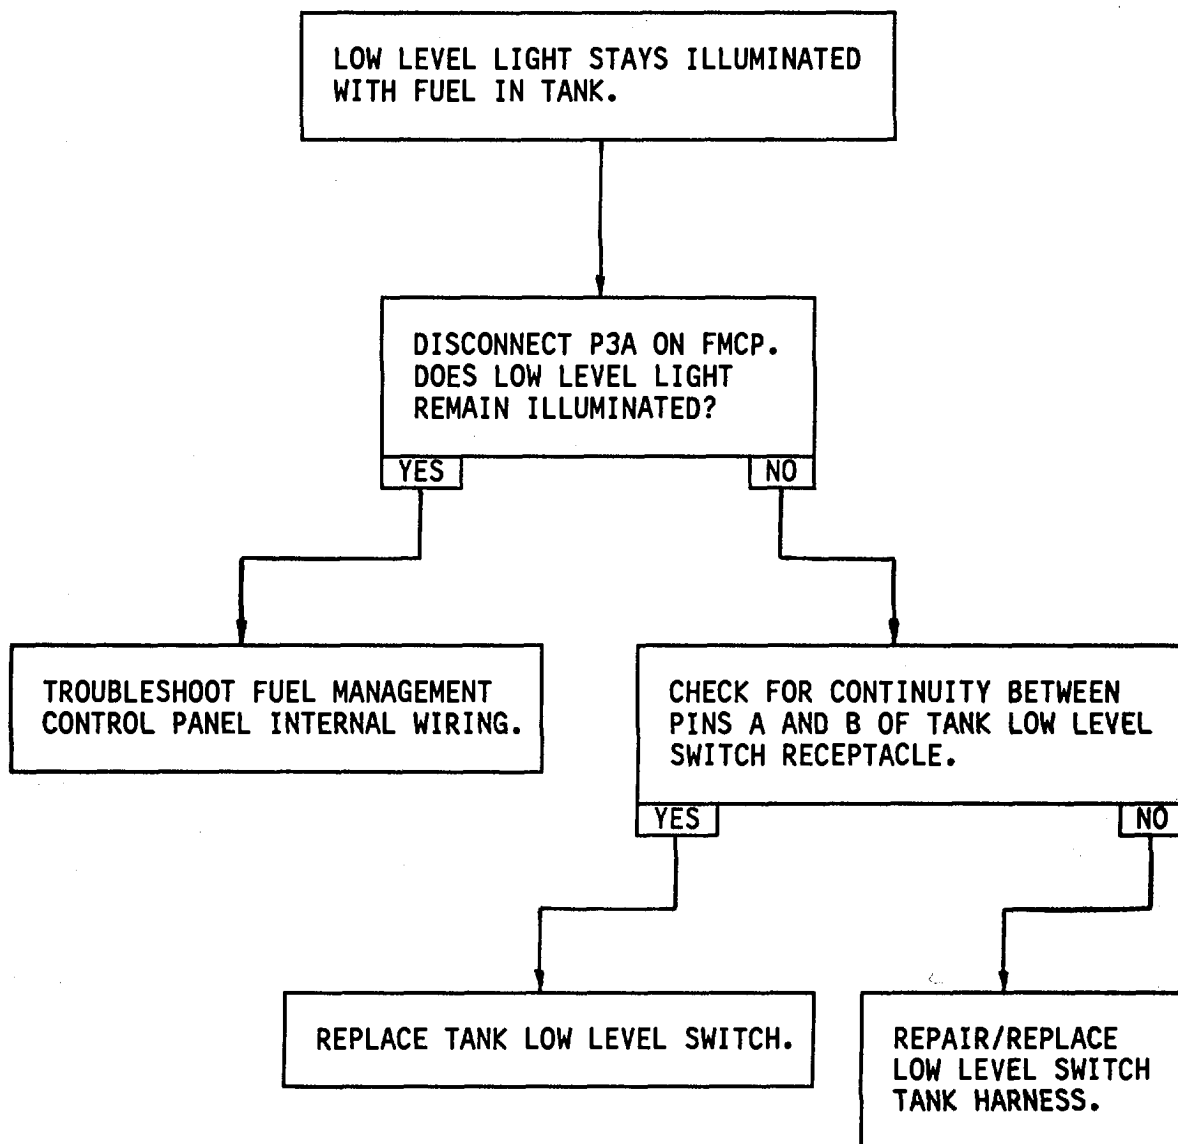 LOW LEVEL LIGHT STAYS ILLUMINATED
WITH FUEL IN TANK.
DISCONNECT P3A ON FMCP.
DOES LOW LEVEL LIGHT
REMAIN ILLUMINATED?
YES
NO
TROUBLESHOOT FUEL MANAGEMENT
CONTROL PANEL INTERNAL WIRING.
CHECK FOR CONTINUITY BETWEEN
PINS A AND B OF TANK LOW LEVEL
SWITCH RECEPTACLE.
YES
NO
REPLACE TANK LOW LEVEL SWITCH.
REPAIR/REPLACE
LOW LEVEL SWITCH
TANK HARNESS.